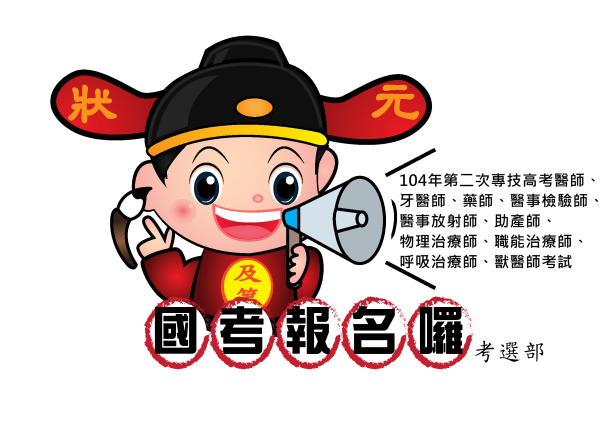 狀元
104年第二次專技高考醫師、
牙醫師、藥師、醫事檢驗師、
醫事放射師、助產師、
物理治療師、職能治療師、
呼吸治療師、獸醫師考試
及第
國考報名囉
考選部